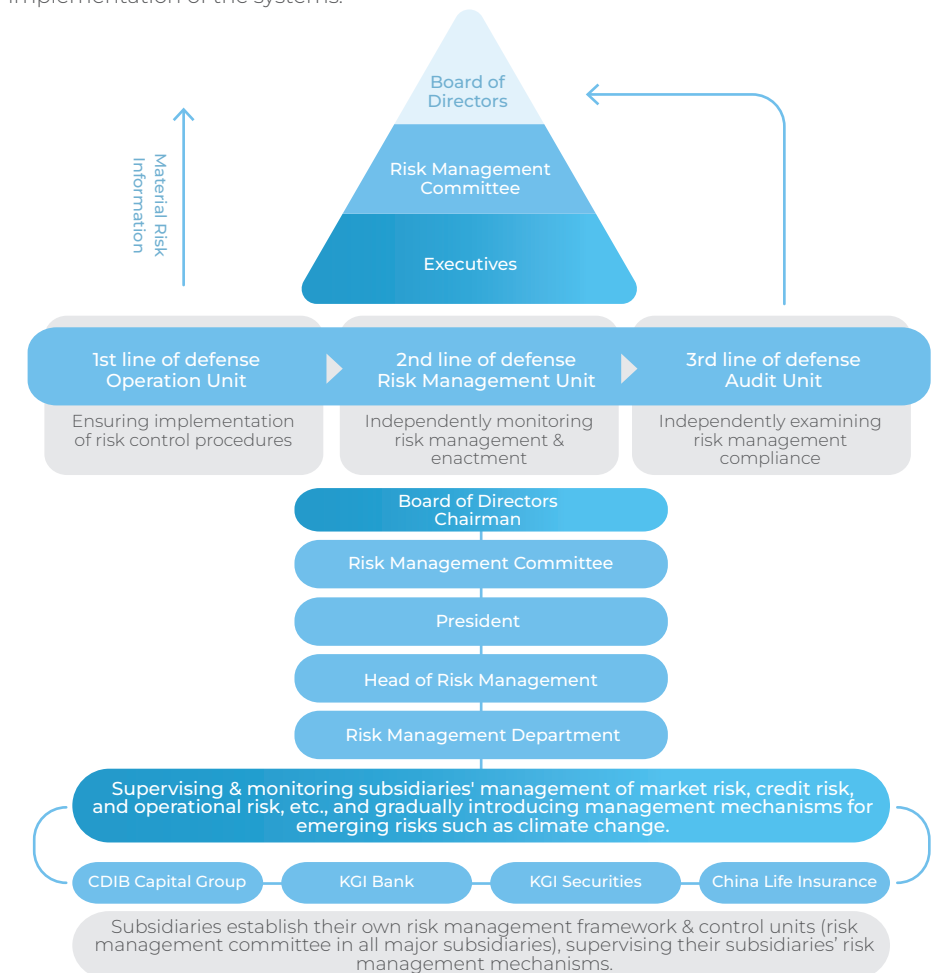 implementation of the systems.
Board of
Directors
Risk Management
Committee
Executives
Material Risk
Information
1st line of defense
Operation Unit
2nd line of defense
Risk Management Unit
3rd line of defense
Audit Unit
Ensuring implementation
of risk control procedures
Independently monitoring
risk management &
enactment
Independently examining
risk management
compliance
Board of Directors
Chairman
Risk Management Committee
President
Head of Risk Management
Risk Management Department
Supervising & monitoring subsidiaries' management of market risk, credit risk,
and operational risk, etc., and gradually introducing management mechanisms for
emerging risks such as climate change.
CDIB Capital Group
KGI Bank
KGI Securities
China Life Insurance
Subsidiaries establish their own risk management framework & control units (risk
management committee in all major subsidiaries), supervising their subsidiaries’ risk
management mechanisms.